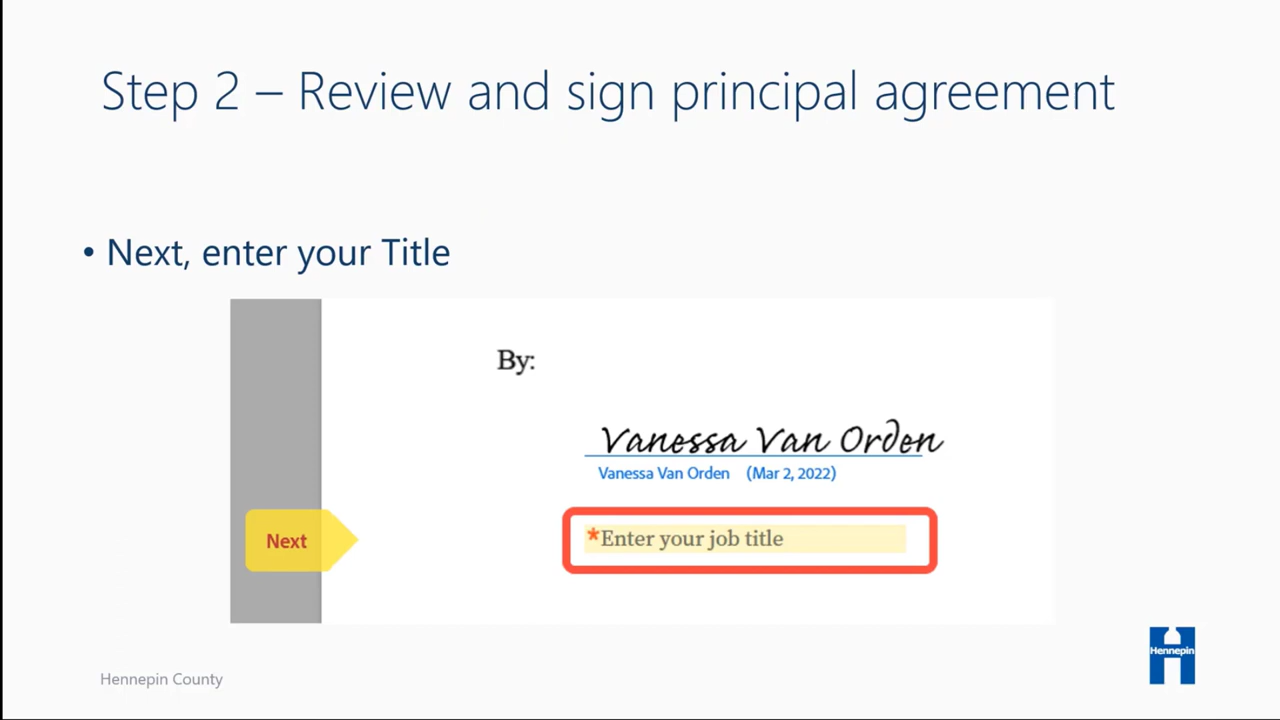 Step 2 – Review and sign principal agreement
• Next, enter your Title
By:
Vanessa Van Orden
Vanessa Van Orden (Mar 2, 2022)
Next
*Enter your job title
Hennepin
Hennepin County